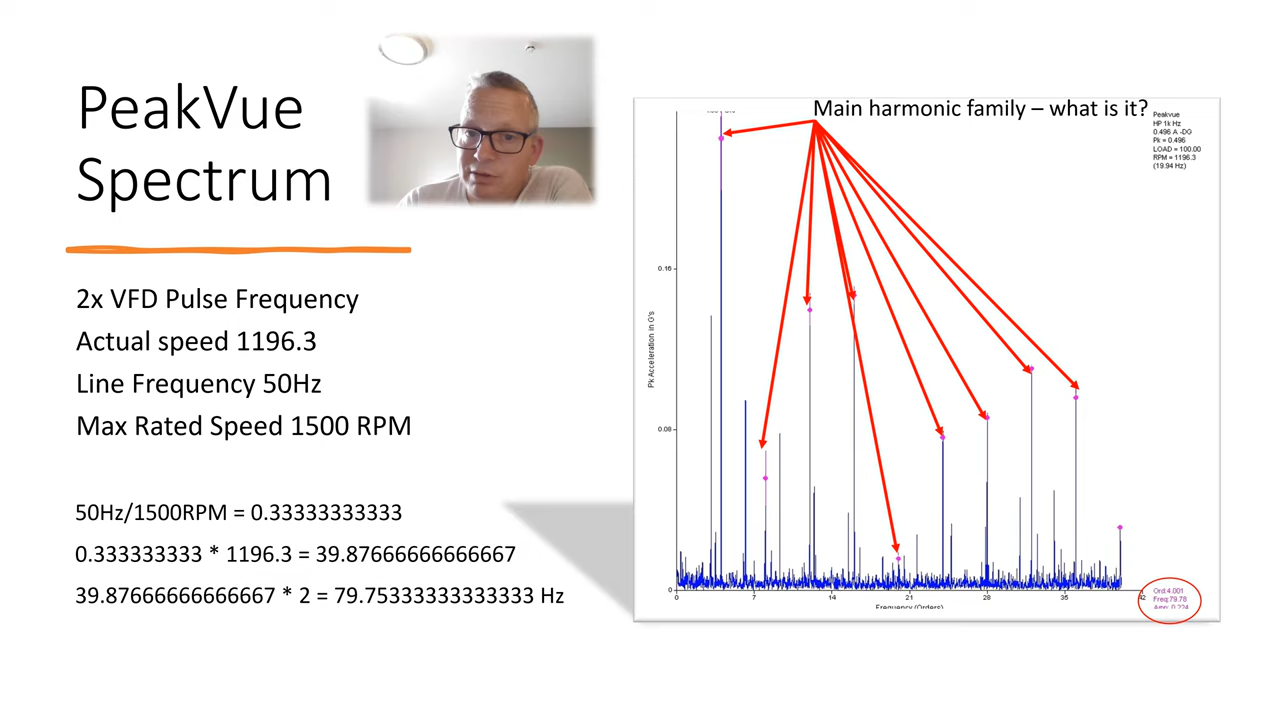 PeakVue
Spectrum
2x VFD Pulse Frequency
Actual speed 1196.3
Line Frequency 50Hz
Max Rated Speed 1500 RPM
50Hz/1500RPM = 0.33333333333
0.333333333 * 1196.3 = 39.87666666666667
39.87666666666667 * 2 = 79.75333333333333 Hz
Main harmonic family – what is it?
Peakvue
HP 1k Hz
0.496 A -DG
Pk = 0.496
LOAD = 100.00
RPM = 1196.3
(19.94 Hz)
Pk Acceleration in G's
0.16
0.08
0
0 7 14 21 28 35 42
Frequency (Orders)
Ord:4.001
Freq:79.78
Amp: 0.224